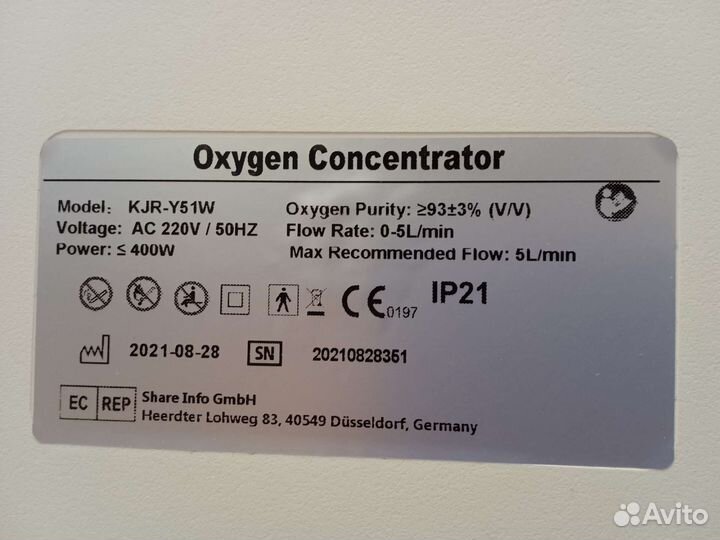 Oxygen Concentrator
Model: KJR-Y51W
Voltage: AC 220V / 50HZ
Power: ≤ 400W
Oxygen Purity: ≥93±3% (V/V)
Flow Rate: 0-5L/min
Max Recommended Flow: 5L/min
CE 0197 IP21
2021-08-28 SN 20210828351
EC REP Share Info GmbH
Heerdter Lohweg 83, 40549 Düsseldorf, Germany
Avito